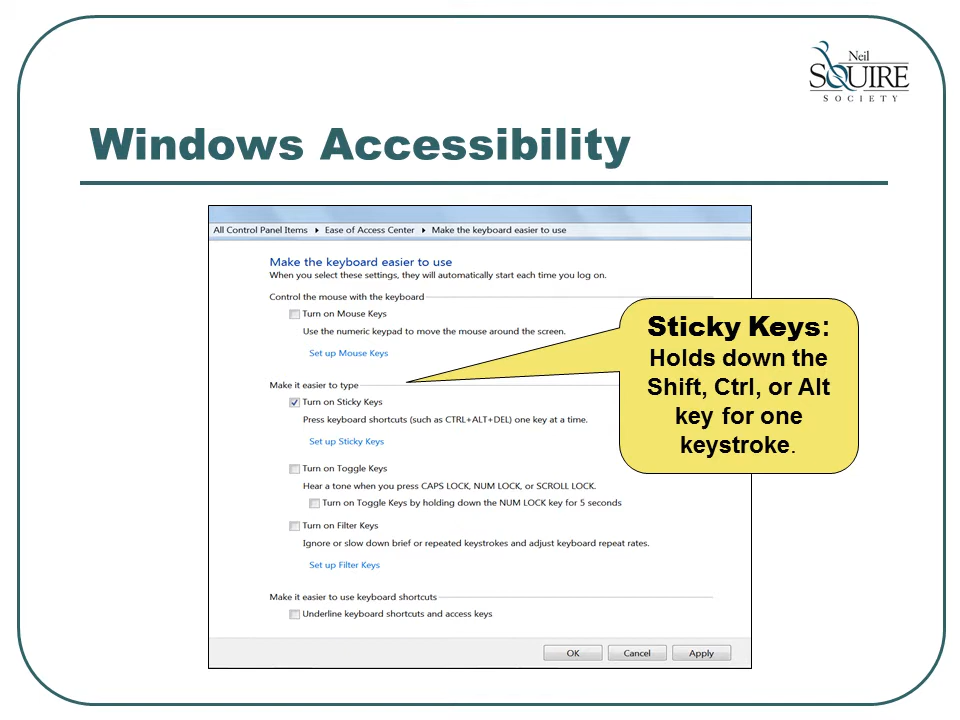 Neil
SQUIRE
SOCIETY
Windows Accessibility
All Control Panel Items ▸ Ease of Access Center ▸ Make the keyboard easier to use
Make the keyboard easier to use
When you select these settings, they will automatically start each time you log on.
Control the mouse with the keyboard
Turn on Mouse Keys
Use the numeric keypad to move the mouse around the screen.
Set up Mouse Keys
Make it easier to type
Turn on Sticky Keys
Press keyboard shortcuts (such as CTRL+ALT+DEL) one key at a time.
Set up Sticky Keys
Turn on Toggle Keys
Hear a tone when you press CAPS LOCK, NUM LOCK, or SCROLL LOCK.
Turn on Toggle Keys by holding down the NUM LOCK key for 5 seconds
Turn on Filter Keys
Ignore or slow down brief or repeated keystrokes and adjust keyboard repeat rates.
Set up Filter Keys
Make it easier to use keyboard shortcuts
Underline keyboard shortcuts and access keys
OK Cancel Apply
Sticky Keys:
Holds down the
Shift, Ctrl, or Alt
key for one
keystroke.